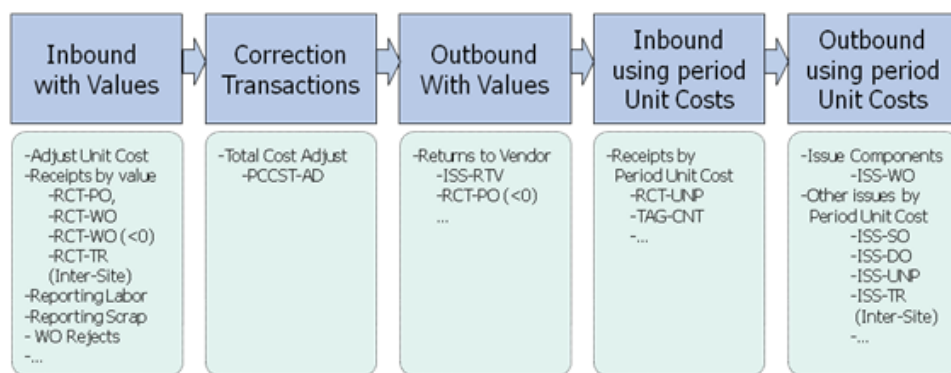 Inbound
with Values
Correction
Transactions
Outbound
With Values
Inbound
using period
Unit Costs
Outbound
using period
Unit Costs
-Adjust Unit Cost
-Receipts by value
-RCT-PO,
-RCT-WO
-RCT-WO (<0)
-RCT-TR
(Inter-Site)
-Reporting Labor
-Reporting Scrap
- WO Rejects
-...
-Total Cost Adjust
-PCCST-AD
-Returns to Vendor
-ISS-RTV
-RCT-PO (<0)
...
-Receipts by
Period Unit Cost
-RCT-UNP
-TAG-CNT
-...
-Issue Components
-ISS-WO
-Other issues by
Period Unit Cost
-ISS-SO
-ISS-DO
-ISS-UNP
-ISS-TR
(Inter-Site)
-...